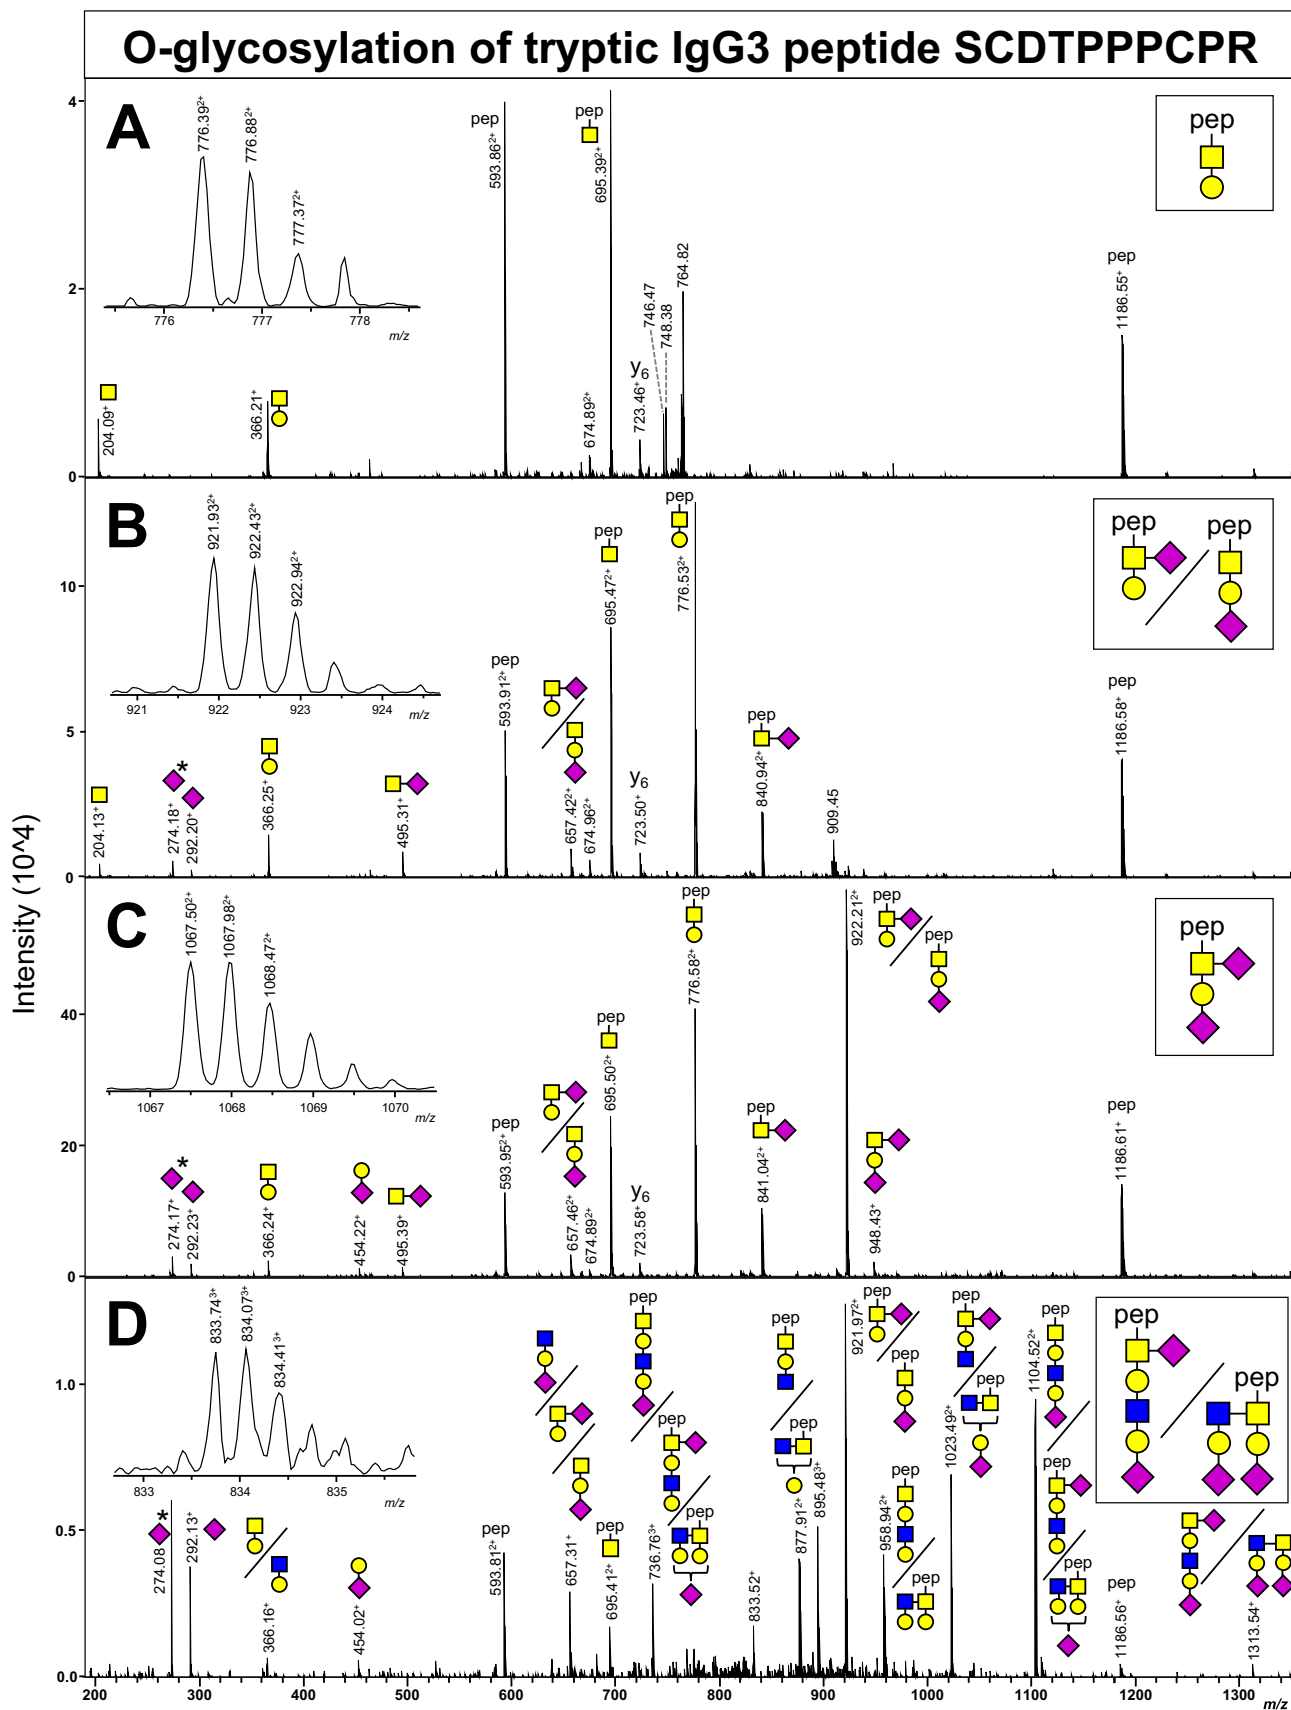 O-glycosylation of tryptic IgG3 peptide SCDTPPPCPR
Intensity (10^4)
A
4
2
0
776.39²⁺
776.88²⁺
777.37²⁺
776
777
778
m/z
204.09⁺
366.21⁺
pep
593.86²⁺
pep
695.39²⁺
674.89²⁺
y₆
723.46⁺
746.47
748.38
764.82
pep
1186.55⁺
pep
B
10
5
0
921.93²⁺
922.43²⁺
922.94²⁺
921
922
923
924
m/z
204.13⁺
*
274.18⁺
292.20⁺
366.25⁺
495.31⁺
pep
593.91²⁺
657.42²⁺
674.96²⁺
pep
695.47²⁺
y₆
723.50⁺
pep
776.53²⁺
pep
840.94²⁺
909.45
pep
1186.58⁺
pep
pep
C
40
20
0
1067.50²⁺
1067.98²⁺
1068.47²⁺
1067
1068
1069
1070
m/z
*
274.17⁺
292.23⁺
366.24⁺
454.22⁺
495.39⁺
pep
593.95²⁺
657.46²⁺
674.89²⁺
pep
695.50²⁺
y₆
723.58⁺
pep
776.58²⁺
pep
841.04²⁺
922.21²⁺
pep
pep
948.43⁺
pep
1186.61⁺
pep
D
1.0
0.5
0.0
833.74³⁺
834.07³⁺
834.41³⁺
833
834
835
m/z
*
274.08
292.13⁺
366.16⁺
454.02⁺
pep
593.81²⁺
657.31⁺
pep
695.41²⁺
pep
pep
pep
736.76³⁺
833.52⁺
pep
pep
877.91²⁺
895.48³⁺
921.97²⁺
pep
pep
958.94²⁺
pep
pep
1023.49²⁺
pep
pep
1104.52²⁺
pep
pep
pep
pep
1186.56⁺
1313.54⁺
pep
pep
200
300
400
500
600
700
800
900
1000
1100
1200
1300
m/z